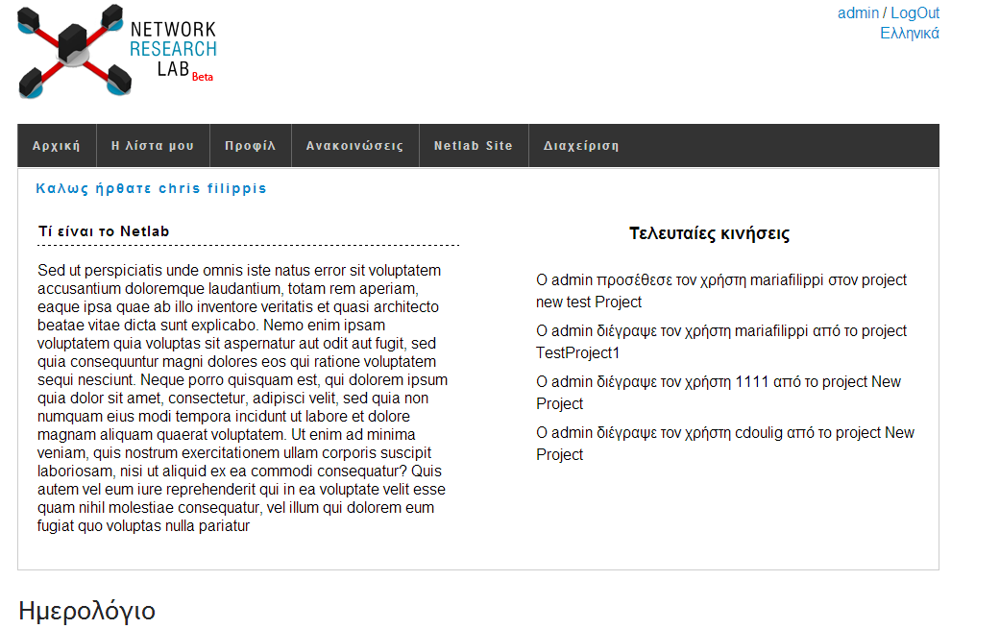 NETWORK
RESEARCH
LAB Beta
admin / LogOut
Ελληνικά
Αρχική Η λίστα μου Προφίλ Ανακοινώσεις Netlab Site Διαχείριση
Καλως ήρθατε chris filippis
Τί είναι το Netlab
Sed ut perspiciatis unde omnis iste natus error sit voluptatem
accusantium doloremque laudantium, totam rem aperiam,
eaque ipsa quae ab illo inventore veritatis et quasi architecto
beatae vitae dicta sunt explicabo. Nemo enim ipsam
voluptatem quia voluptas sit aspernatur aut odit aut fugit, sed
quia consequuntur magni dolores eos qui ratione voluptatem
sequi nesciunt. Neque porro quisquam est, qui dolorem ipsum
quia dolor sit amet, consectetur, adipisci velit, sed quia non
numquam eius modi tempora incidunt ut labore et dolore
magnam aliquam quaerat voluptatem. Ut enim ad minima
veniam, quis nostrum exercitationem ullam corporis suscipit
laboriosam, nisi ut aliquid ex ea commodi consequatur? Quis
autem vel eum iure reprehenderit qui in ea voluptate velit esse
quam nihil molestiae consequatur, vel illum qui dolorem eum
fugiat quo voluptas nulla pariatur
Τελευταίες κινήσεις
Ο admin προσέθεσε τον χρήστη mariafilippi στον project
new test Project
Ο admin διέγραψε τον χρήστη mariafilippi από το project
TestProject1
Ο admin διέγραψε τον χρήστη 1111 από το project New
Project
Ο admin διέγραψε τον χρήστη cdoulig από το project New
Project
Ημερολόγιο